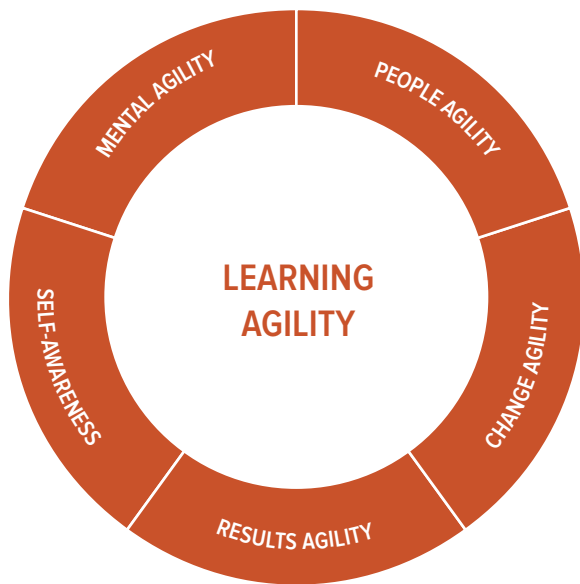 MENTAL AGILITY
PEOPLE AGILITY
LEARNING
AGILITY
SELF-AWARENESS
CHANGE AGILITY
RESULTS AGILITY